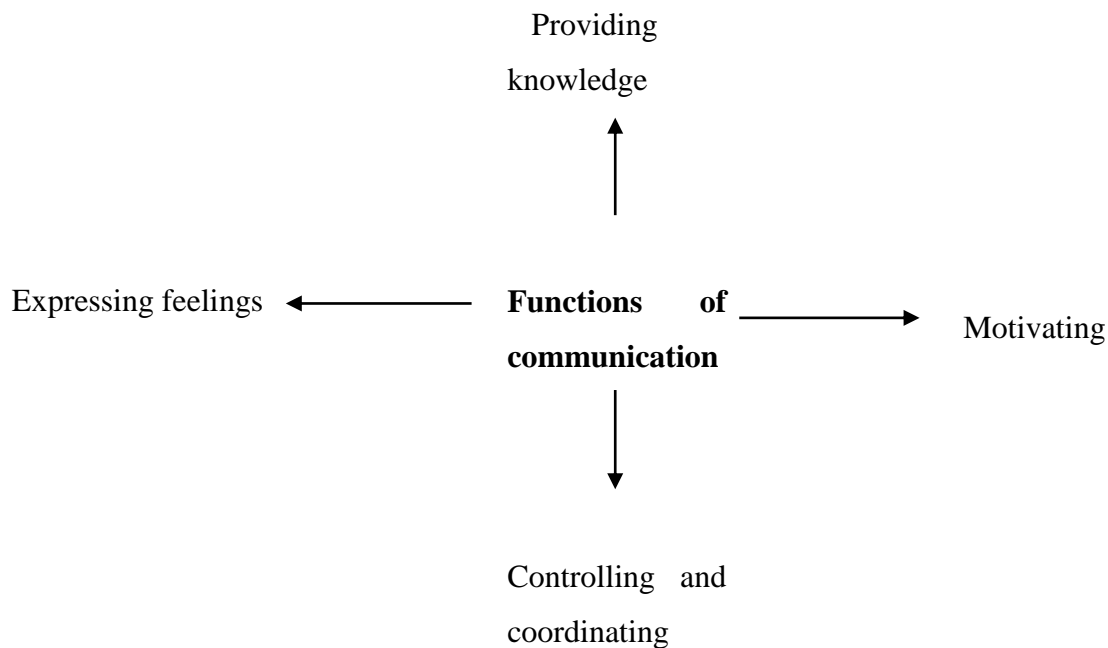 Providing
knowledge
Expressing feelings
Functions of
communication
Motivating
Controlling and
coordinating